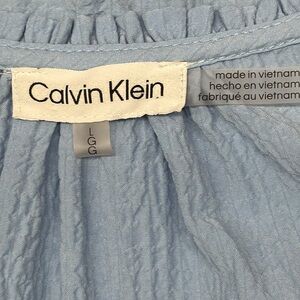 Calvin Klein
made in vietnam
hecho en vietnam
fabriqué au vietnam
L
G
G